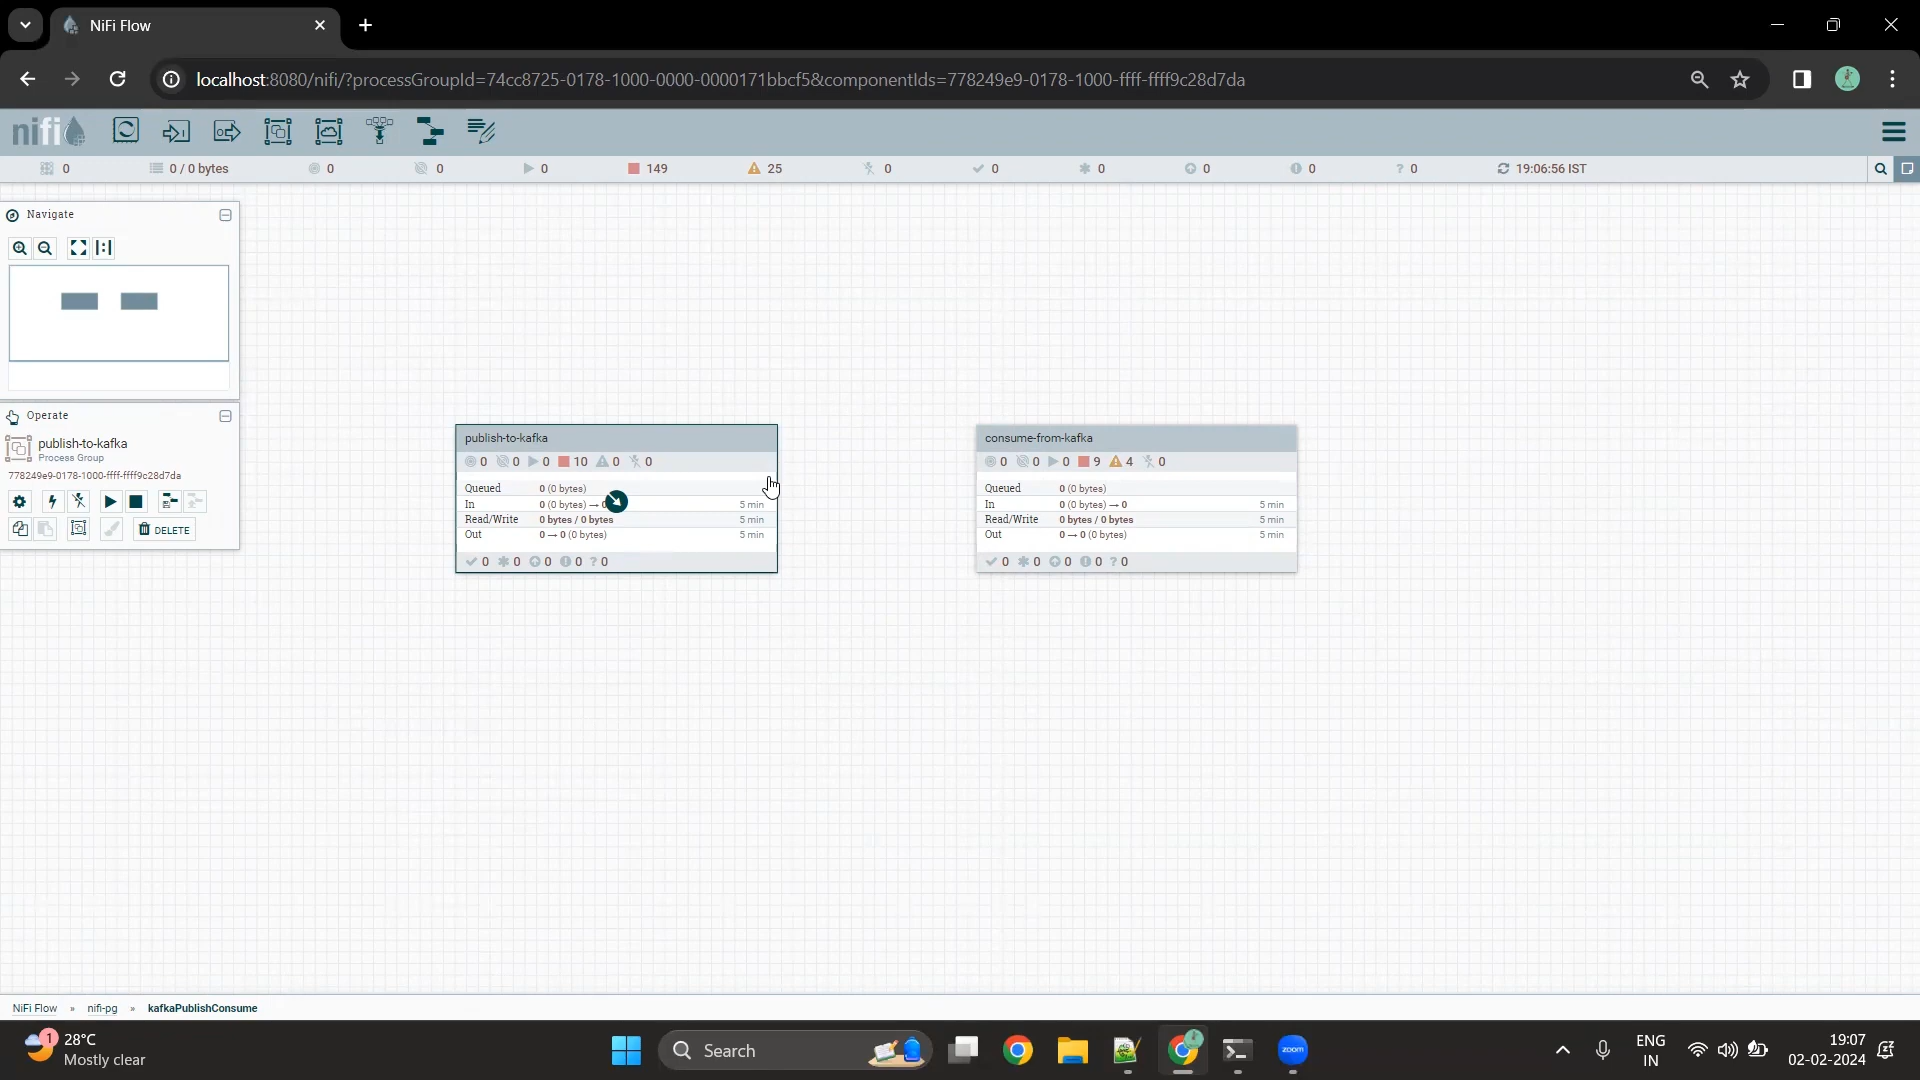 NiFi Flow
localhost:8080/nifi/?processGroupId=74cc8725-0178-1000-0000-0000171bbcf5&componentIds=778249e9-0178-1000-ffff-ffff9c28d7da
nifi
0 0 / 0 bytes 0 0 0 149 25 0 0 0 0 0 ? 0 19:06:56 IST
Navigate
Operate
publish-to-kafka
Process Group
778249e9-0178-1000-ffff-ffff9c28d7da
DELETE
publish-to-kafka
0 0 0 10 0 0
Queued 0 (0 bytes)
In 0 (0 bytes) → 0 5 min
Read/Write 0 bytes / 0 bytes 5 min
Out 0 → 0 (0 bytes) 5 min
0 0 0 0 ? 0
consume-from-kafka
0 0 0 9 4 0
Queued 0 (0 bytes)
In 0 (0 bytes) → 0 5 min
Read/Write 0 bytes / 0 bytes 5 min
Out 0 → 0 (0 bytes) 5 min
0 0 0 0 ? 0
NiFi Flow » nifi-pg » kafkaPublishConsume
1
28°C
Mostly clear
Search
zoom
ENG
IN
19:07
02-02-2024